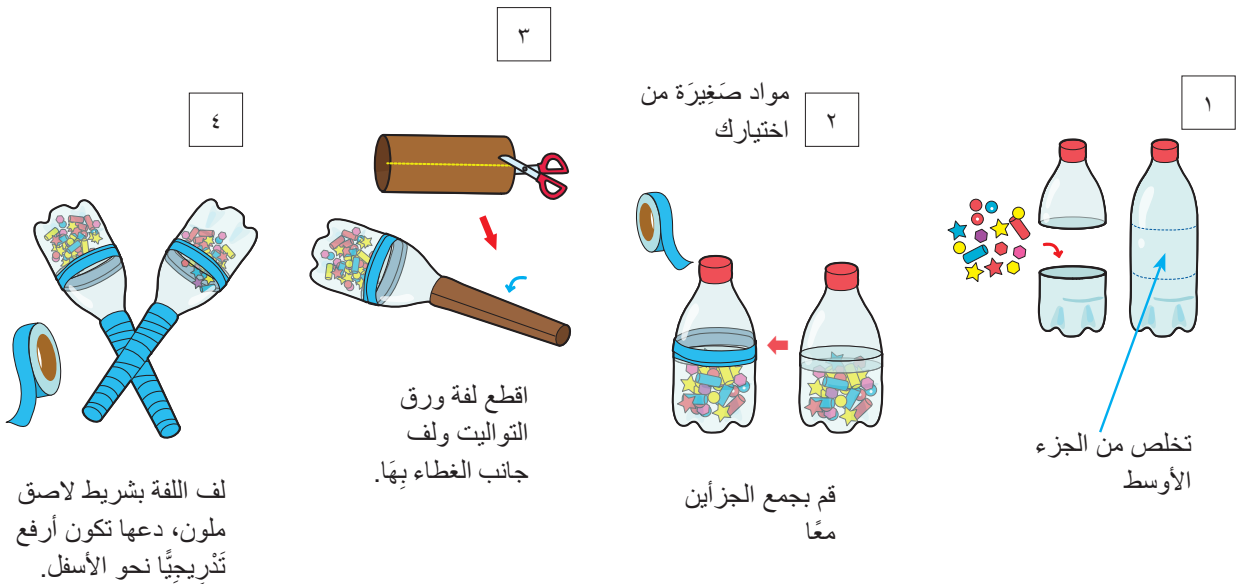 ١
تخلص من الجزء
الأوسط
٢
مواد صَغِيرَة من
اختيارك
قم بجمع الجزأين
معًا
٣
اقطع لفة ورق
التواليت ولف
جانب الغطاء بِهَا.
٤
لف اللفة بشريط لاصق
ملون، دعها تكون أرفع
تَدْرِيجِيًّا نحو الأسفل.